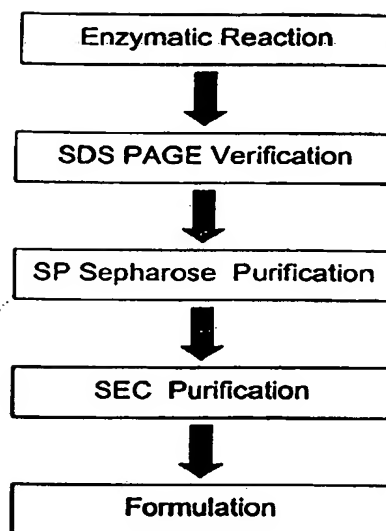 Enzymatic Reaction
SDS PAGE Verification
SP Sepharose Purification
SEC Purification
Formulation